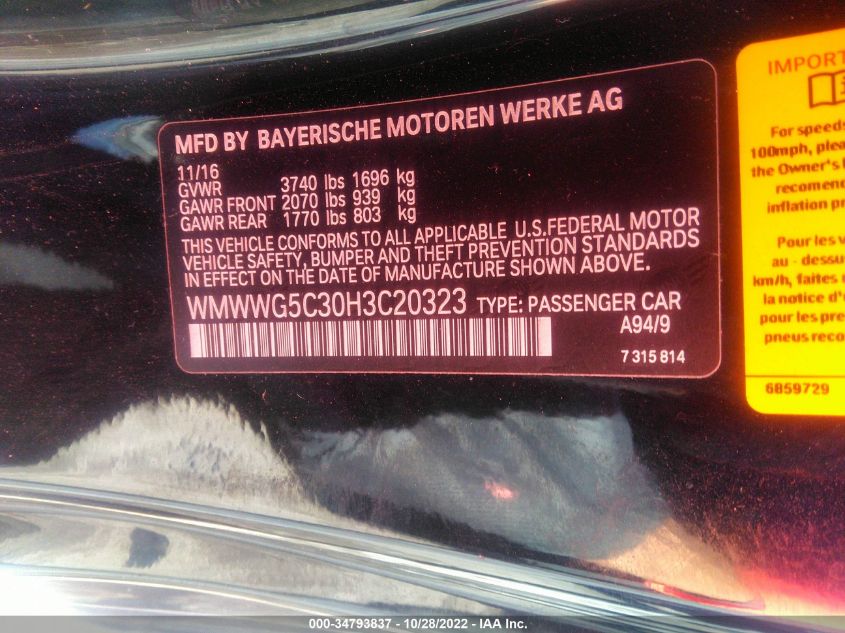 MFD BY BAYERISCHE MOTOREN WERKE AG
11/16
GVWR 3740 lbs 1696 kg
GAWR FRONT 2070 lbs 939 kg
GAWR REAR 1770 lbs 803 kg
THIS VEHICLE CONFORMS TO ALL APPLICABLE U.S.FEDERAL MOTOR
VEHICLE SAFETY, BUMPER AND THEFT PREVENTION STANDARDS
IN EFFECT ON THE DATE OF MANUFACTURE SHOWN ABOVE.
WMWWG5C30H3C20323 TYPE: PASSENGER CAR
A94/9
7 315 814
IMPORT
For speeds
100mph, plea
the Owner's
recomen
inflation pr
Pour les v
au - dessu
km/h, faites
la notice d'
pour les pre
pneus reco
6859729
000-34793837 - 10/28/2022 - IAA Inc.